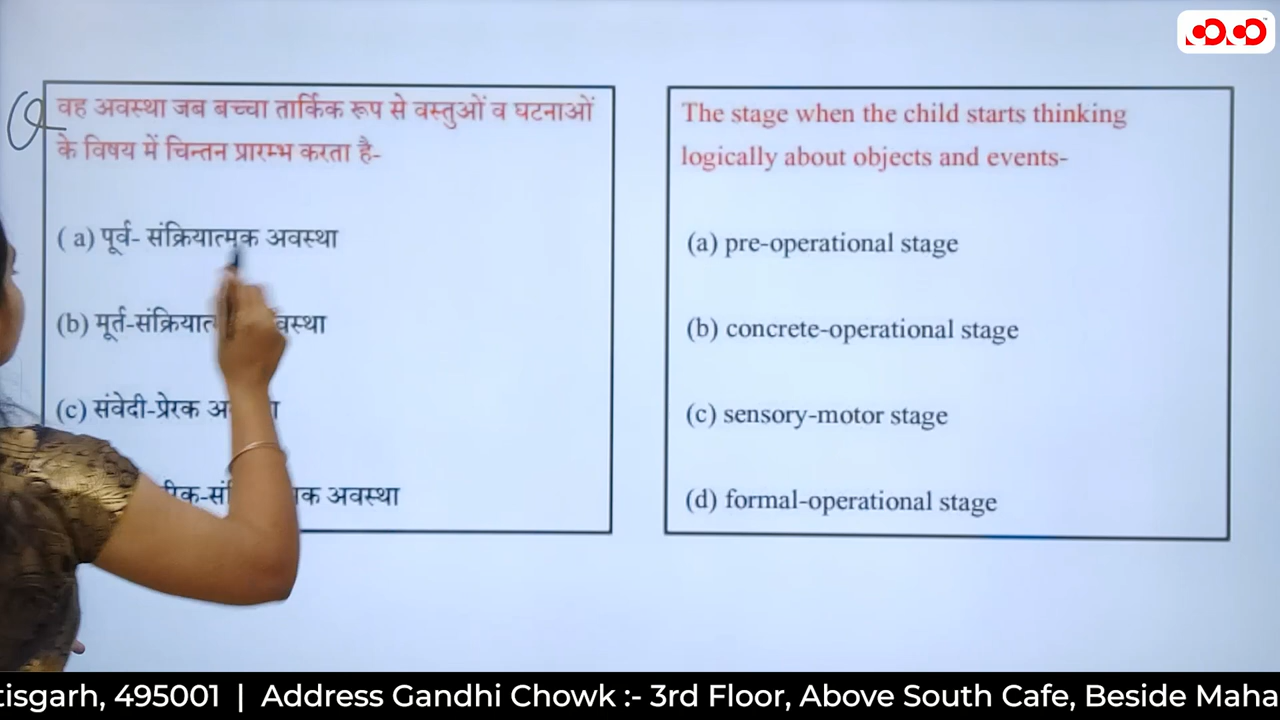 Q
वह अवस्था जब बच्चा तार्किक रूप से वस्तुओं व घटनाओं
के विषय में चिन्तन प्रारम्भ करता है-
( a) पूर्व- संक्रियात्मक अवस्था
(b)
(c) संवेदी-प्रेरक
अवस्था
The stage when the child starts thinking
logically about objects and events-
(a) pre-operational stage
(b) concrete-operational stage
(c) sensory-motor stage
(d) formal-operational stage
495001 | Address Gandhi Chowk :- 3rd Floor, Above South Cafe, Beside